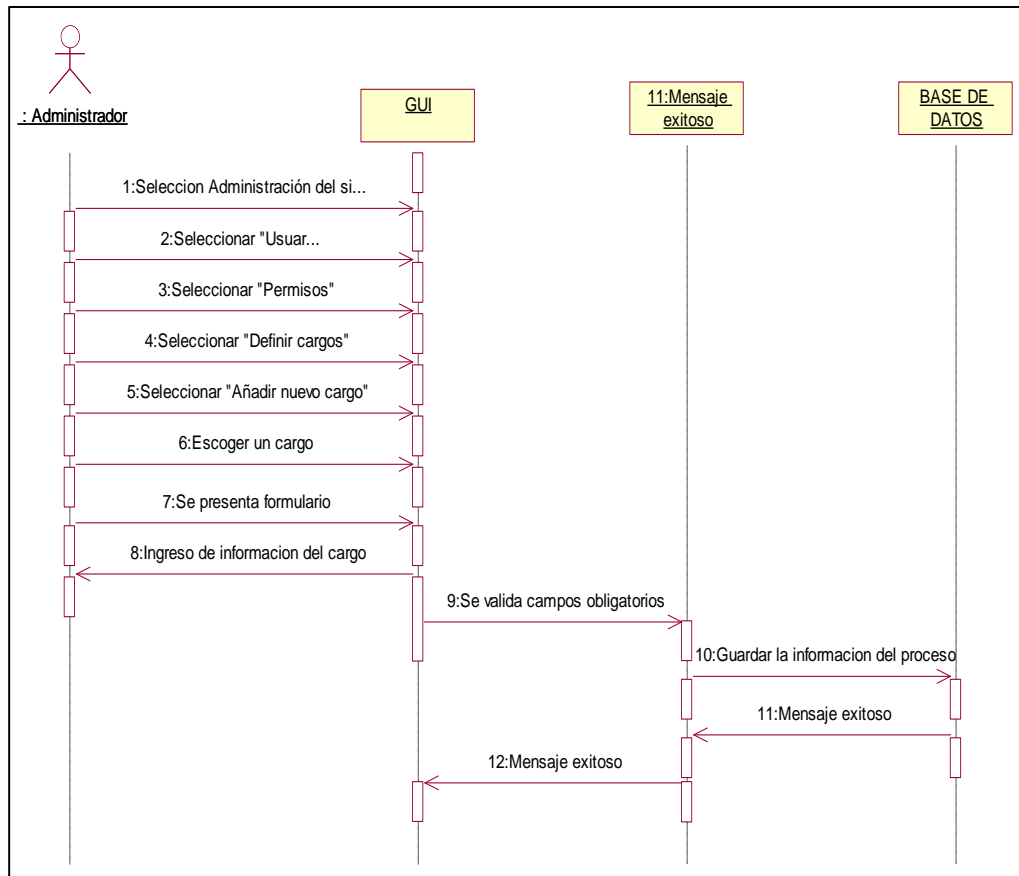 : Administrador
GUI
11:Mensaje
exitoso
BASE DE
DATOS
1:Seleccion Administración del si...
2:Seleccionar "Usuar...
3:Seleccionar "Permisos"
4:Seleccionar "Definir cargos"
5:Seleccionar "Añadir nuevo cargo"
6:Escoger un cargo
7:Se presenta formulario
8:Ingreso de informacion del cargo
9:Se valida campos obligatorios
10:Guardar la informacion del proceso
11:Mensaje exitoso
12:Mensaje exitoso